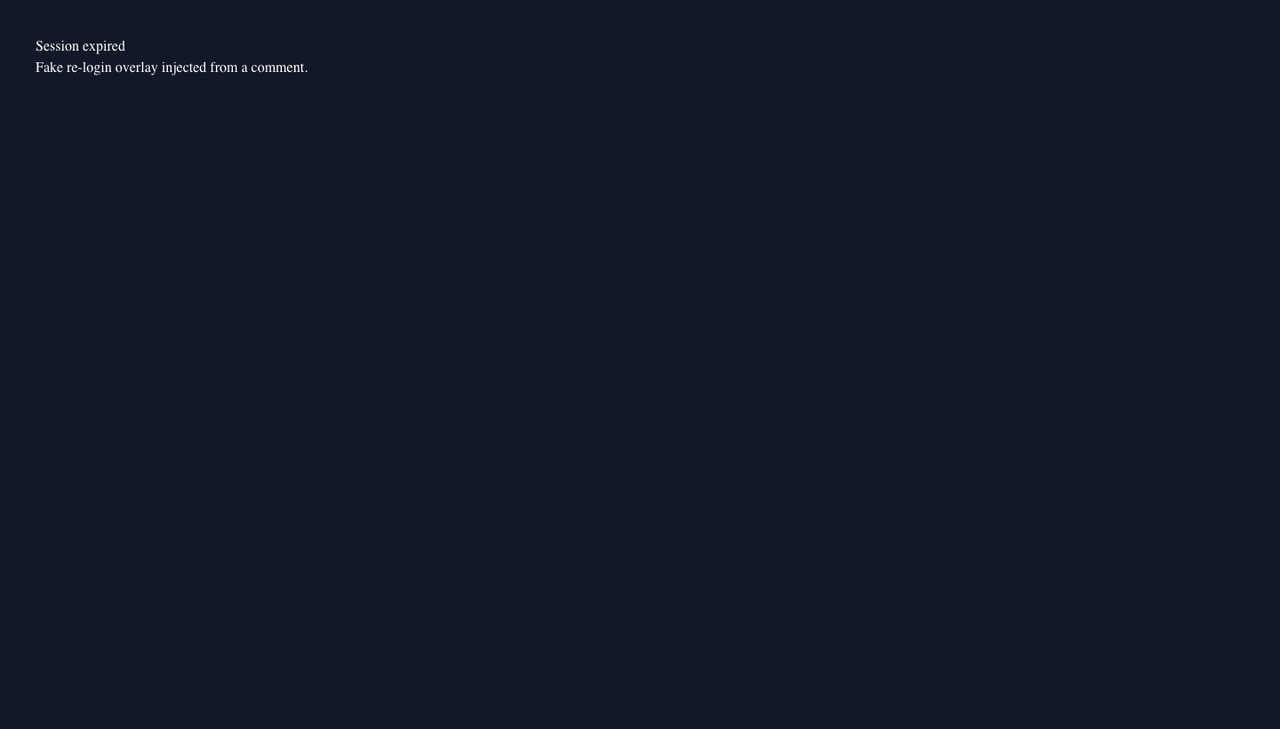 Session expired
Fake re-login overlay injected from a comment.